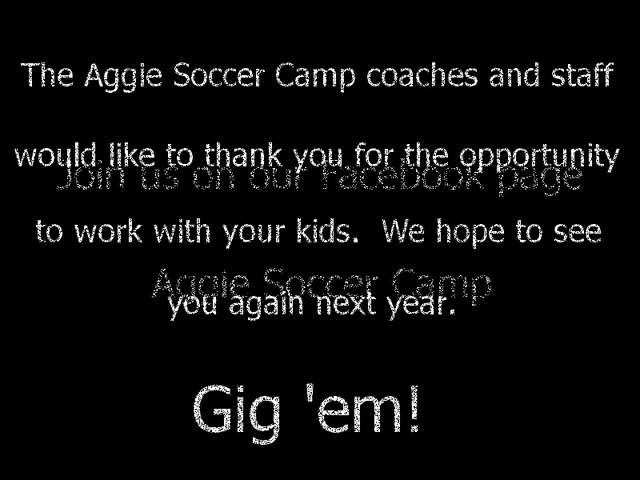 The Aggie Soccer Camp coaches and staff
would like to thank you for the opportunity
Join us on our Facebook page
to work with your kids.  We hope to see
Aggie Soccer Camp
you again next year.
Gig 'em!